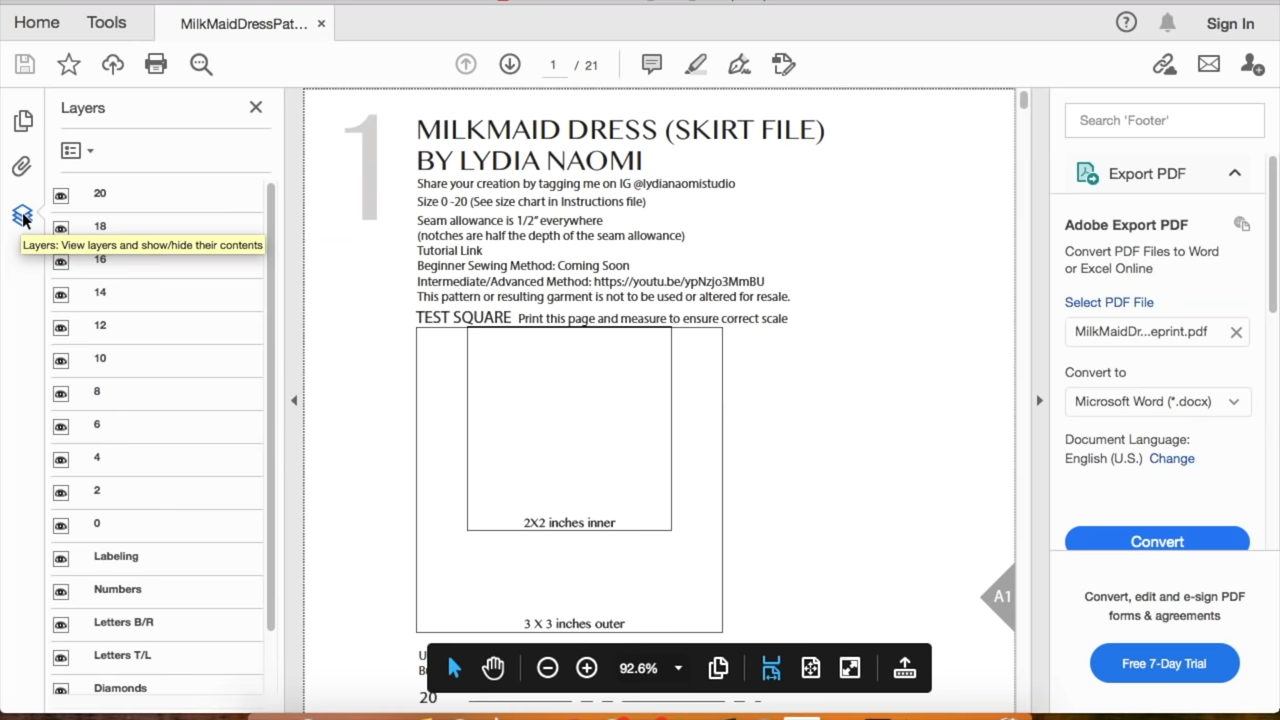 Home
Tools
MilkMaidDressPat...
Sign In
1 / 21
Layers
20
18
Layers: View layers and show/hide their contents
16
14
12
10
8
6
4
2
0
Labeling
Numbers
Letters B/R
Letters T/L
Diamonds
1
MILKMAID DRESS (SKIRT FILE)
BY LYDIA NAOMI
Share your creation by tagging me on IG @lydianaomistudio
Size 0 -20 (See size chart in Instructions file)
Seam allowance is 1/2" everywhere
(notches are half the depth of the seam allowance)
Tutorial Link
Beginner Sewing Method: Coming Soon
Intermediate/Advanced Method: https://youtu.be/ypNzjo3MmBU
This pattern or resulting garment is not to be used or altered for resale.
TEST SQUARE Print this page and measure to ensure correct scale
2X2 inches inner
3 X 3 inches outer
A1
20
92.6%
Search 'Footer'
Export PDF
Adobe Export PDF
Convert PDF Files to Word
or Excel Online
Select PDF File
MilkMaidDr...eprint.pdf
Convert to
Microsoft Word (*.docx)
Document Language:
English (U.S.) Change
Convert
Convert, edit and e-sign PDF
forms & agreements
Free 7-Day Trial